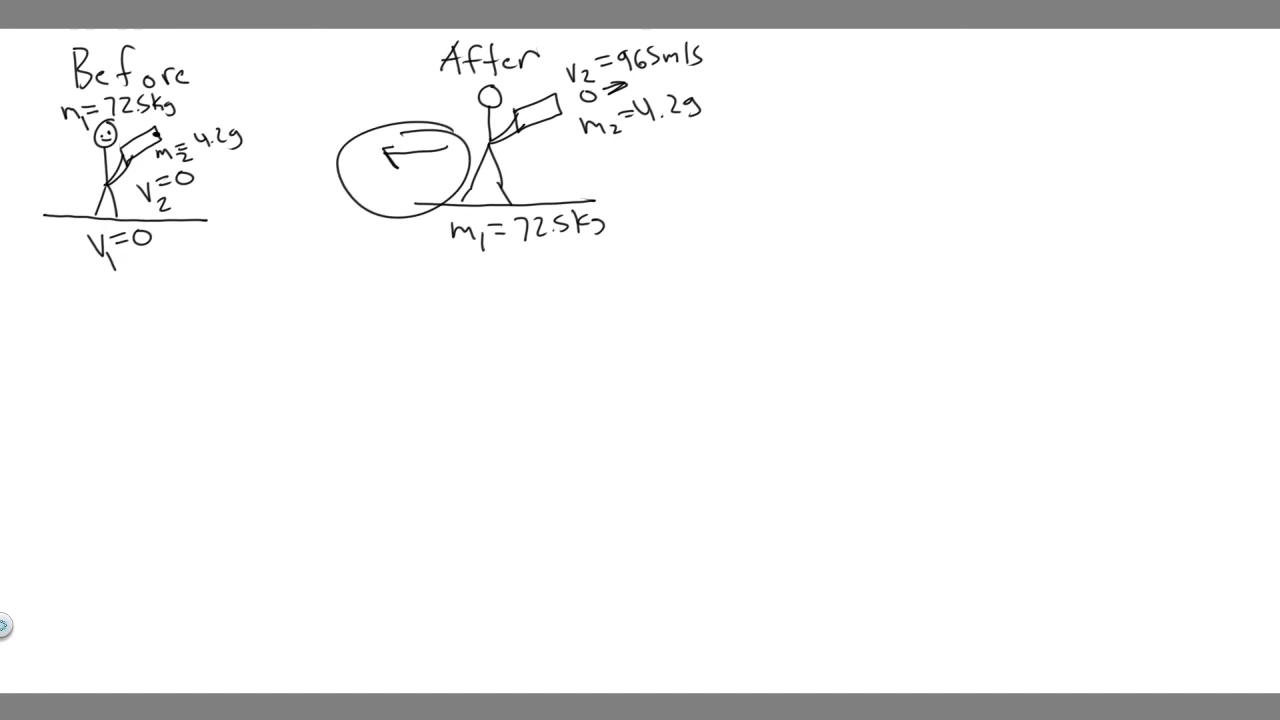 Before
m₁=72.5kg
m₂=4.2g
v₂=0
v₁=0
After
v₂=965m/s
m₂=4.2g
m₁=72.5kg